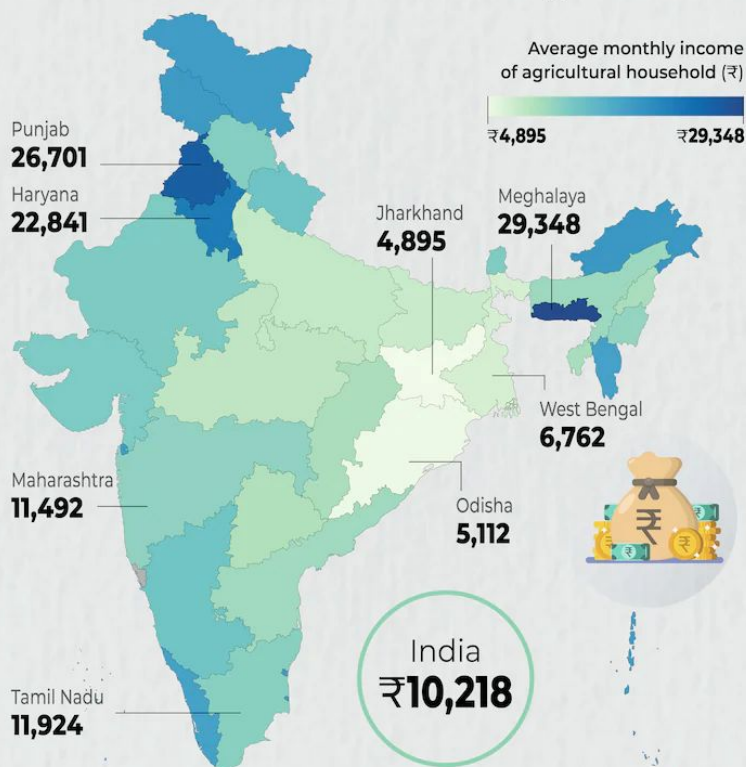 Average monthly income
of agricultural household (₹)
₹4,895 ₹29,348
Punjab
26,701
Haryana
22,841
Jharkhand
4,895
Meghalaya
29,348
West Bengal
6,762
Maharashtra
11,492
Odisha
5,112
₹
₹
₹
₹
₹
India
₹10,218
Tamil Nadu
11,924